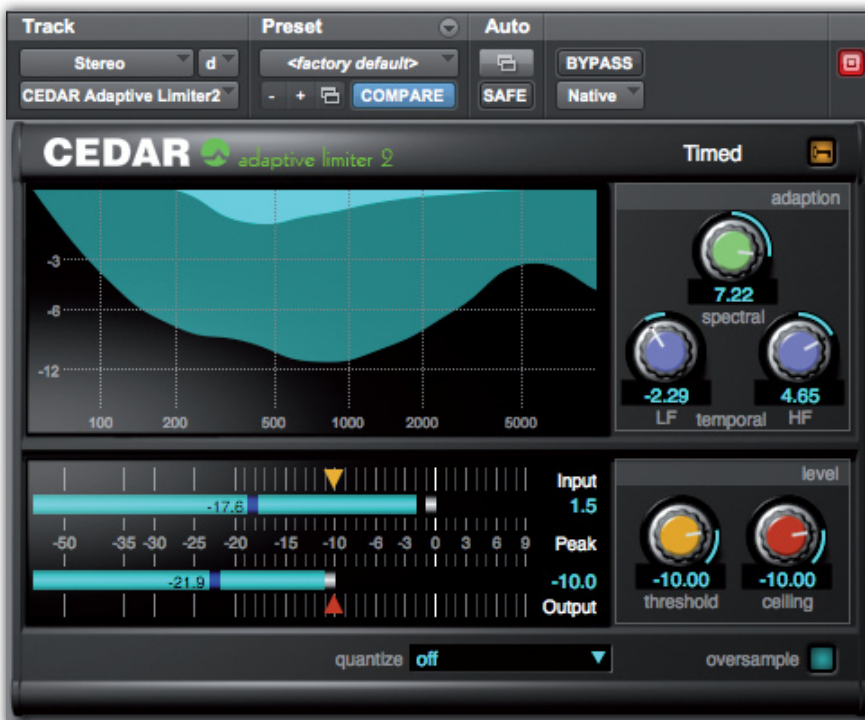 Track Preset Auto
Stereo d <factory default> BYPASS
CEDAR Adaptive Limiter2 - + COMPARE SAFE Native
CEDAR adaptive limiter 2 Timed
adaption
-3
7.22
-6
spectral
-12
-2.29 4.65
LF temporal HF
100 200 500 1000 2000 5000
level
Input
-17.6 1.5
-50 -35 -30 -25 -20 -15 -10 -6 -3 0 3 6 9 Peak
-21.9 -10.0 -10.00 -10.00
Output threshold ceiling
quantize off oversample